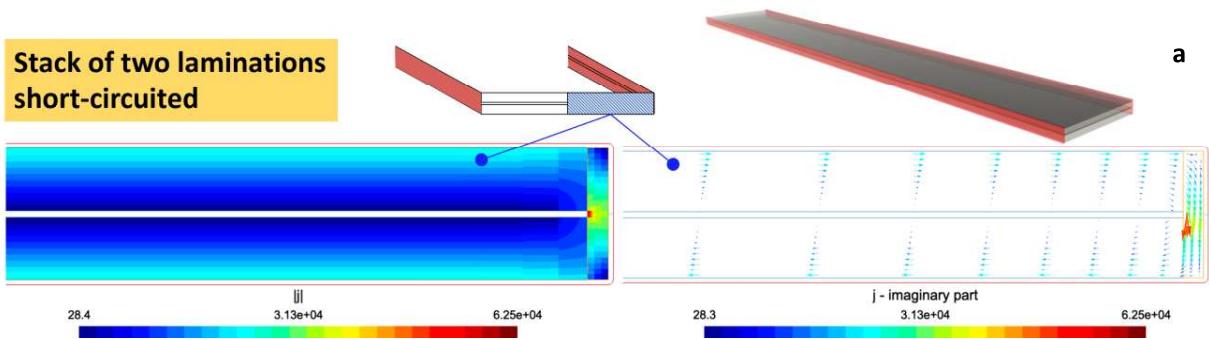 Stack of two laminations
short-circuited
a
|j|
28.4 3.13e+04 6.25e+04
j - imaginary part
28.4 3.13e+04 6.25e+04